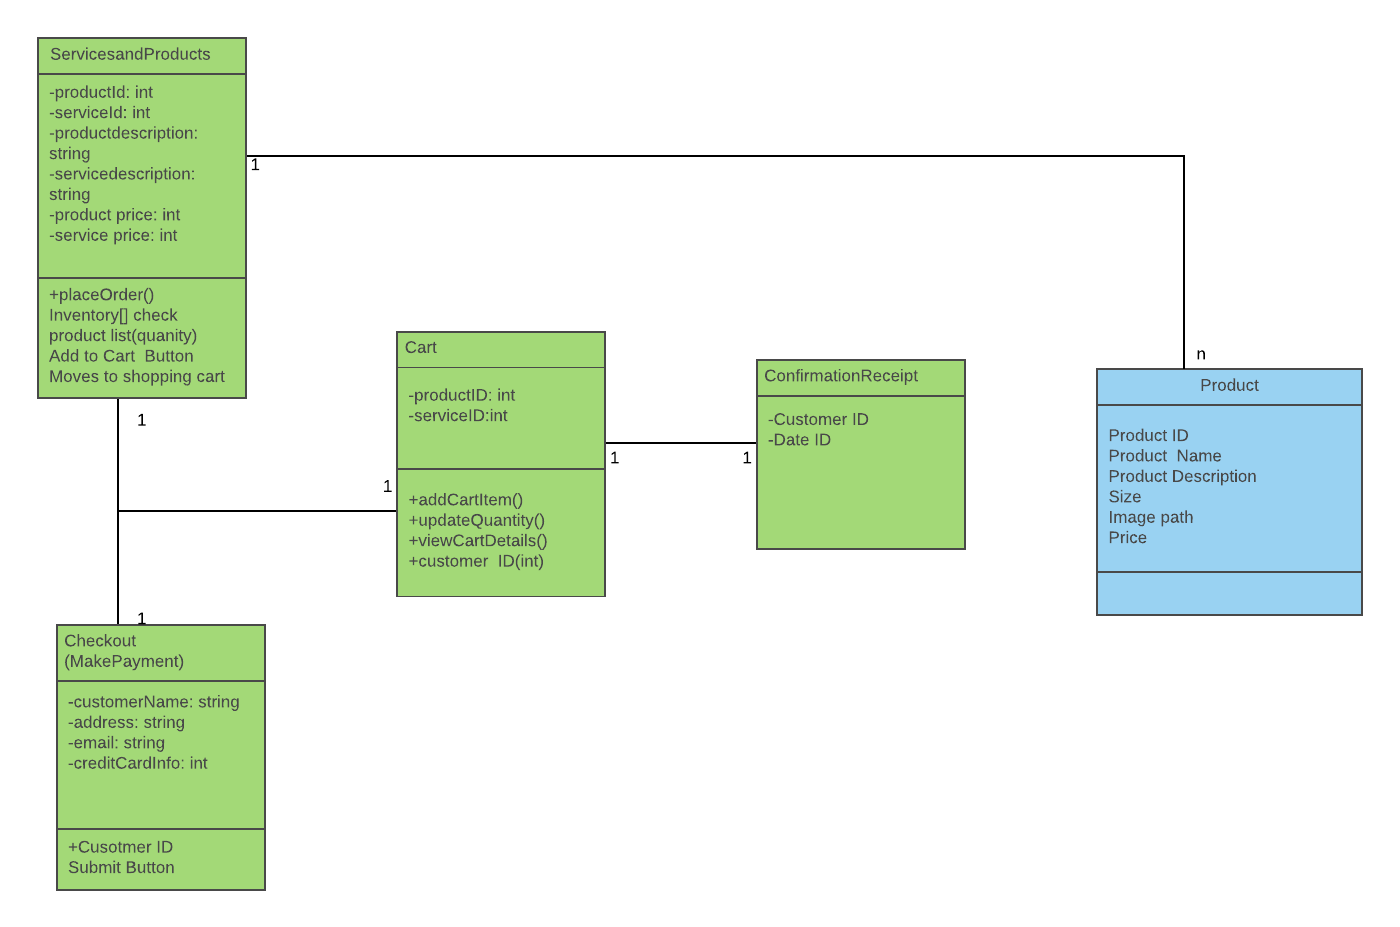 ServicesandProducts
-productId: int
-serviceId: int
-productdescription:
string
-servicedescription:
string
-product price: int
-service price: int
+placeOrder()
Inventory[] check
product list(quanity)
Add to Cart  Button
Moves to shopping cart
1
1
1
n
Cart
-productID: int
-serviceID:int
+addCartItem()
+updateQuantity()
+viewCartDetails()
+customer  ID(int)
1
1
ConfirmationReceipt
-Customer ID
-Date ID
Product
Product ID
Product  Name
Product Description
Size
Image path
Price
1
Checkout
(MakePayment)
-customerName: string
-address: string
-email: string
-creditCardInfo: int
+Cusotmer ID
Submit Button